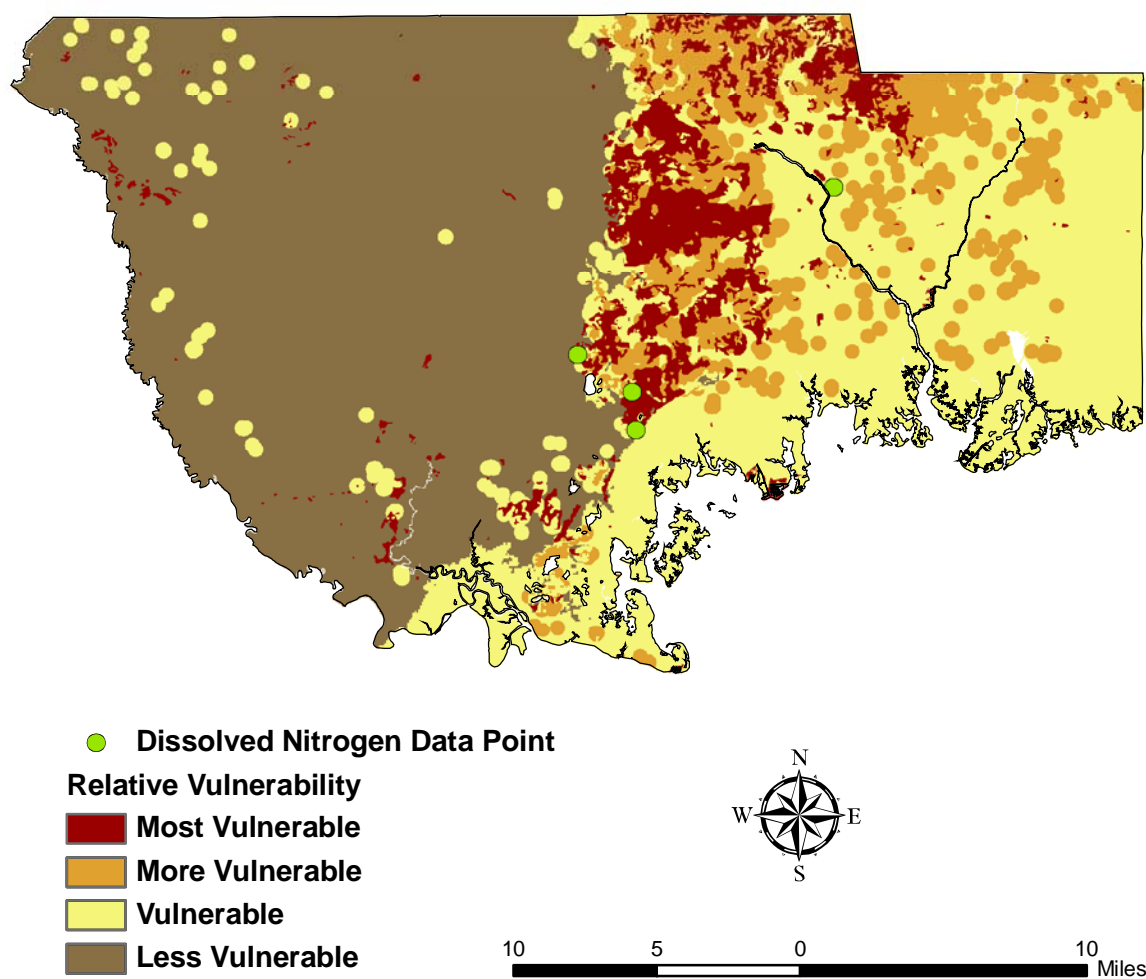 Dissolved Nitrogen Data Point
Relative Vulnerability
Most Vulnerable
More Vulnerable
Vulnerable
Less Vulnerable
N
W E
S
10 5 0 10
Miles